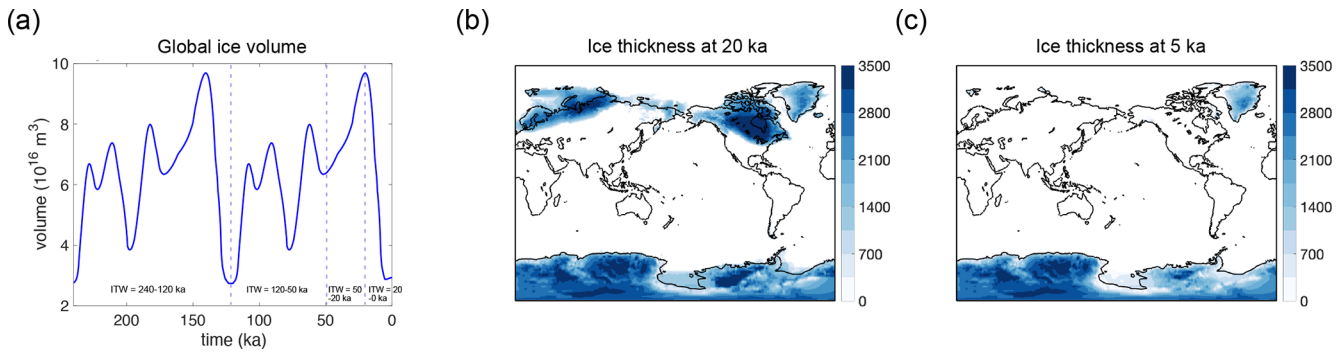 (a)
Global ice volume
volume (10^16 m^3)
10
8
6
4
2
ITW = 240-120 ka
ITW = 120-50 ka
ITW = 50
-20 ka
ITW = 20
-0 ka
200
150
100
50
0
time (ka)
(b)
Ice thickness at 20 ka
3500
2800
2100
1400
700
0
(c)
Ice thickness at 5 ka
3500
2800
2100
1400
700
0